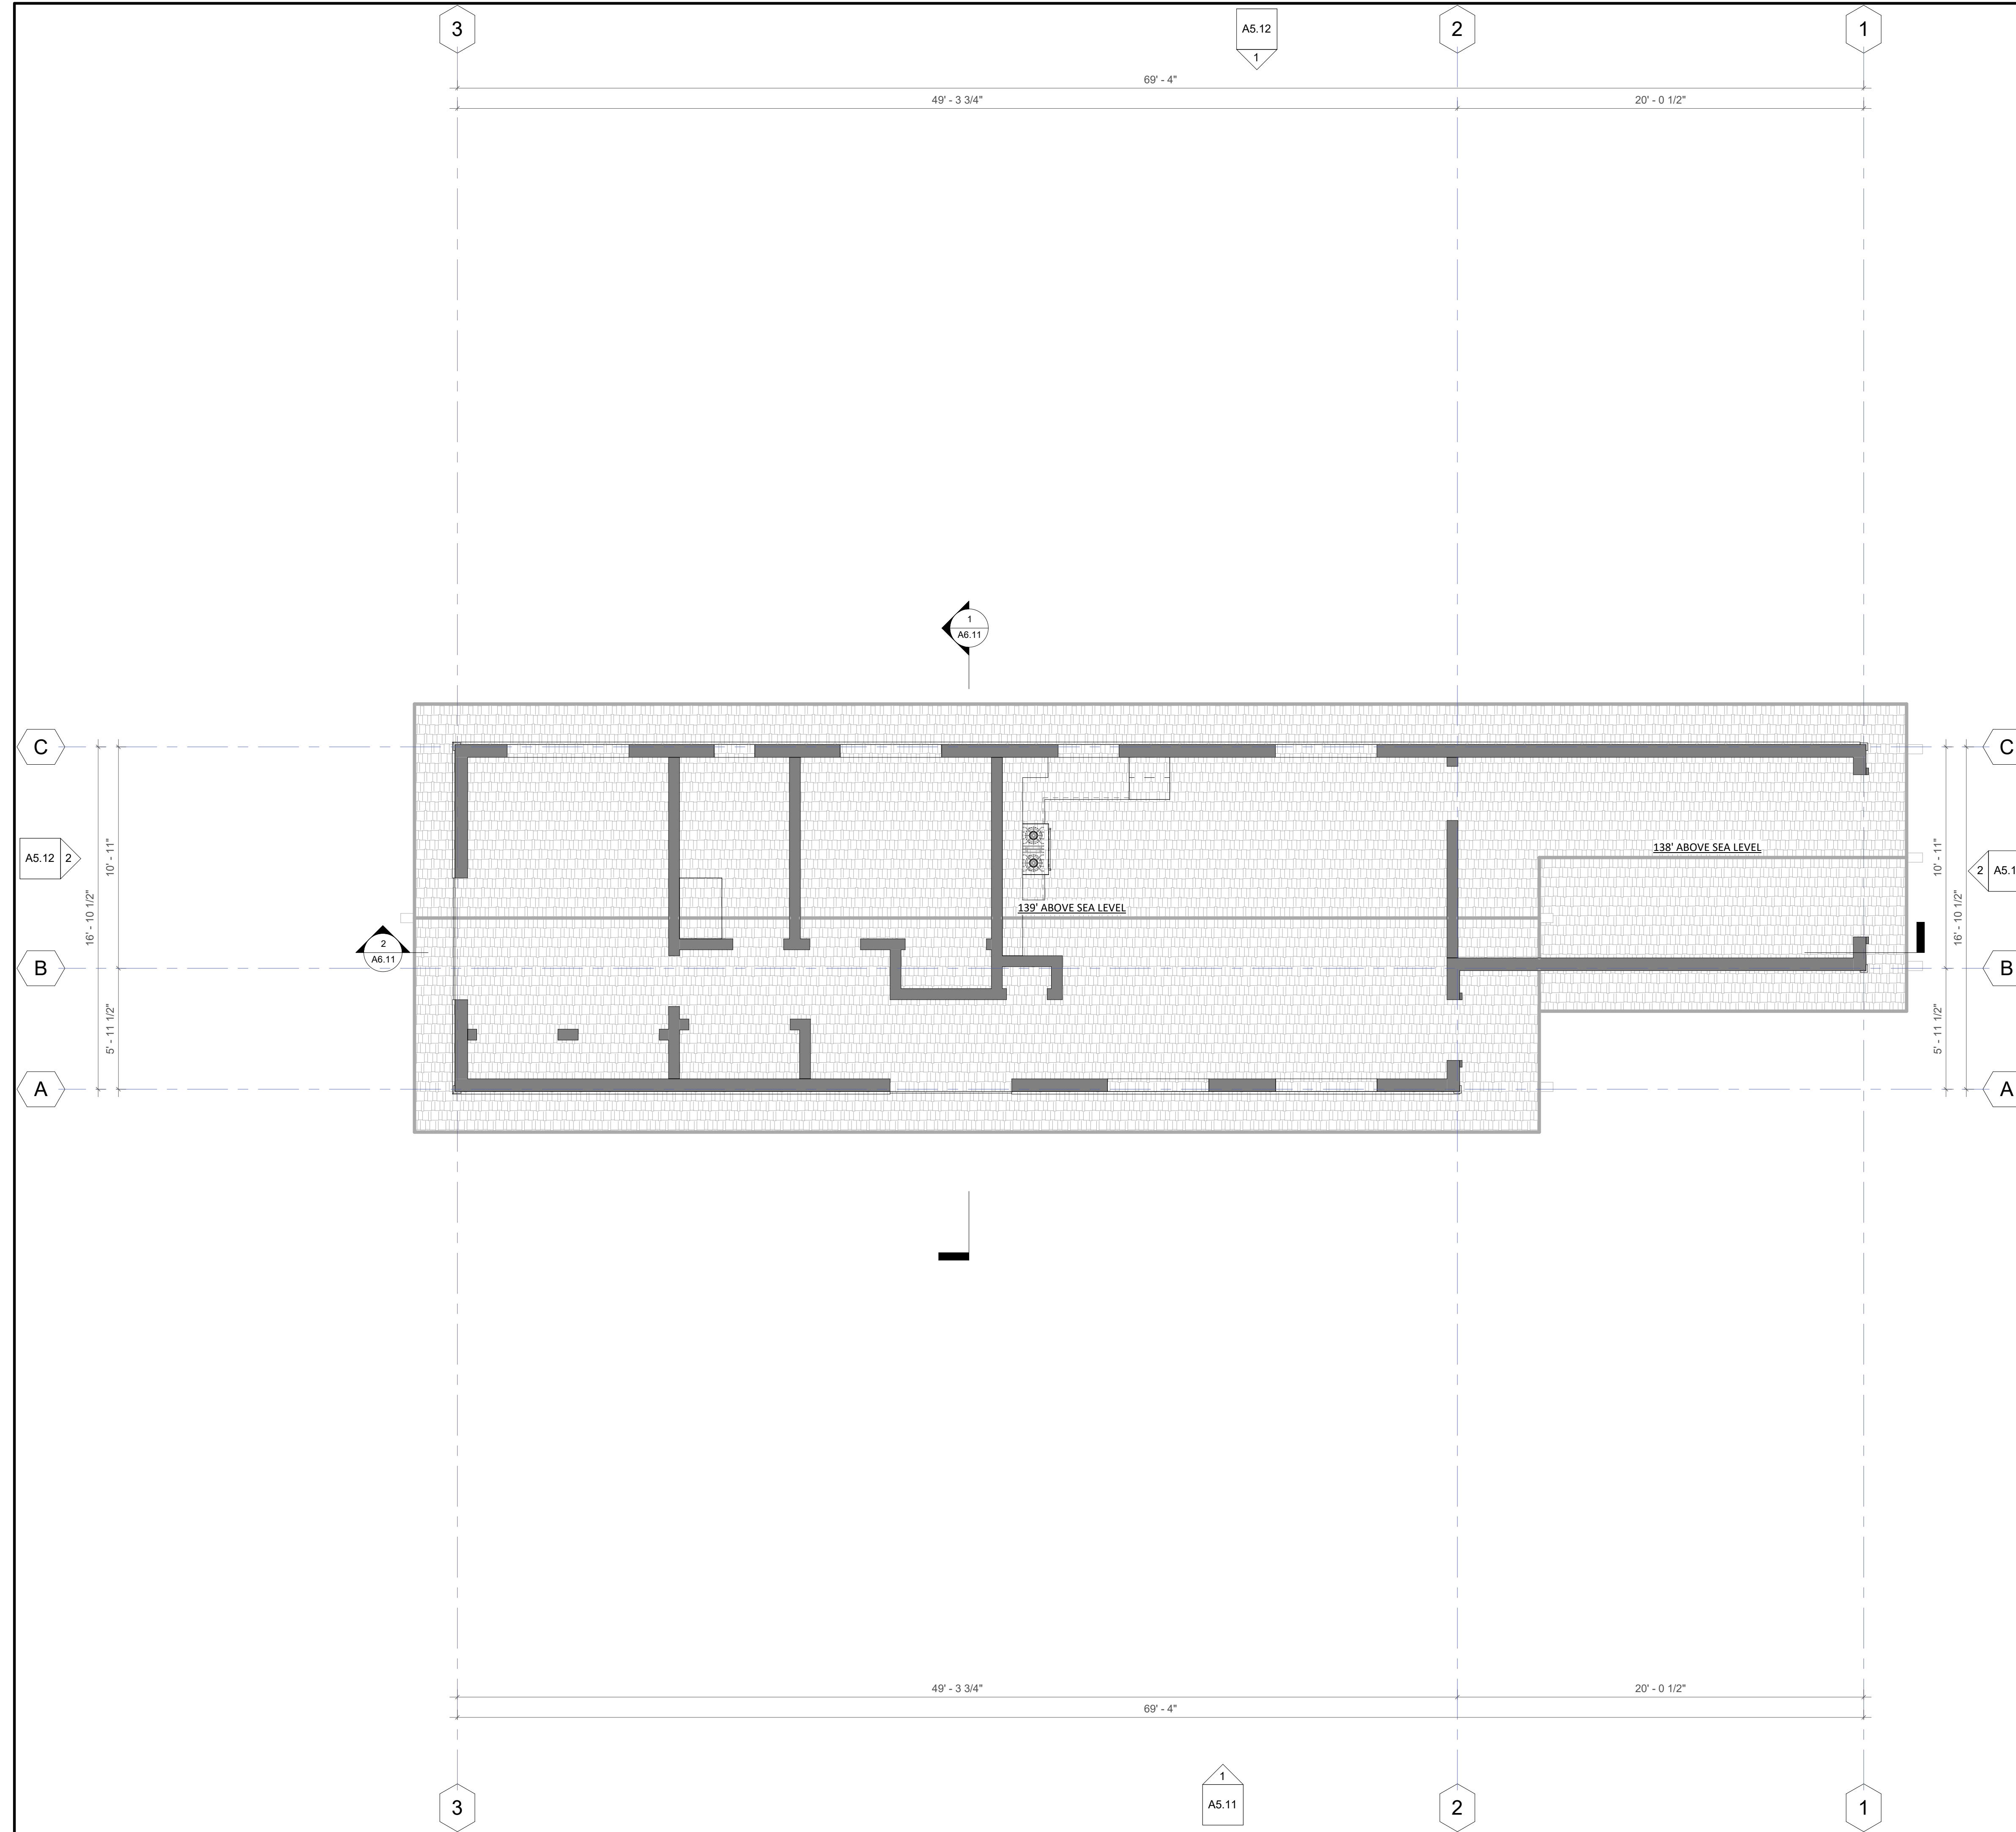 3
A5.12
1
2
1
69' - 4"
49' - 3 3/4"
20' - 0 1/2"
1
A6.11
C
C
A5.12
2
10' - 11"
16' - 10 1/2"
138' ABOVE SEA LEVEL
10' - 11"
2
A5.1
16' - 10 1/2"
139' ABOVE SEA LEVEL
2
A6.11
B
B
5' - 11 1/2"
5' - 11 1/2"
A
A
49' - 3 3/4"
20' - 0 1/2"
69' - 4"
1
A5.11
3
2
1